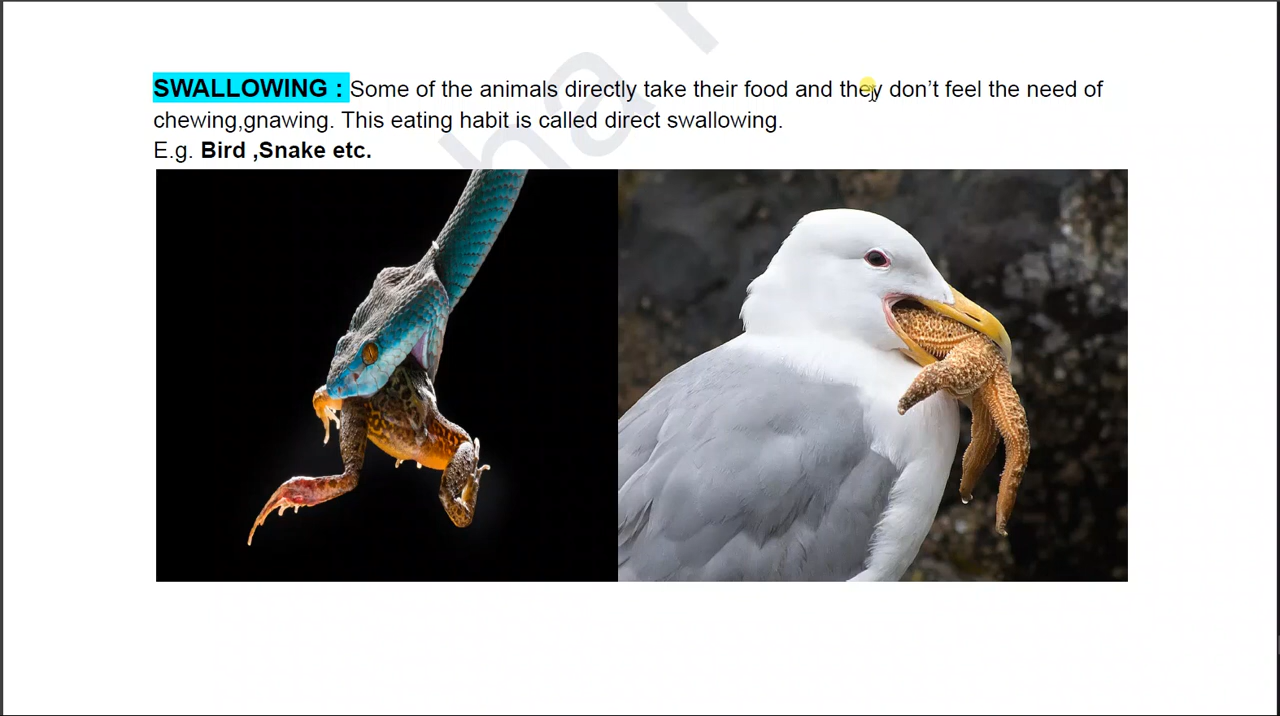 SWALLOWING : Some of the animals directly take their food and they don’t feel the need of
chewing,gnawing. This eating habit is called direct swallowing.
E.g. Bird ,Snake etc.